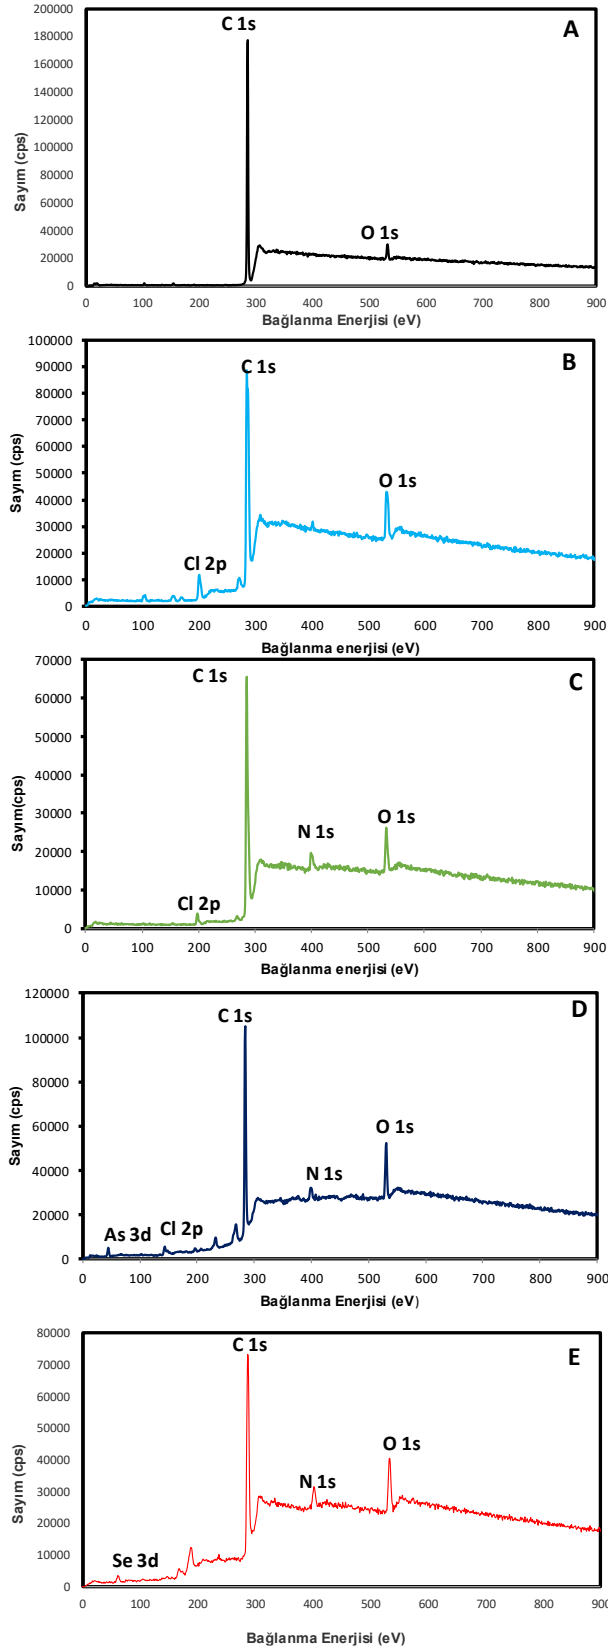 200000
180000
160000
140000
120000
100000
80000
60000
40000
20000
0
Sayım (cps)
C 1s
A
O 1s
0 100 200 300 400 500 600 700 800 900
Bağlanma Enerjisi (eV)
100000
90000
80000
70000
60000
50000
40000
30000
20000
10000
0
Sayım (cps)
C 1s
B
O 1s
Cl 2p
0 100 200 300 400 500 600 700 800 900
Bağlanma enerjisi (eV)
70000
60000
50000
40000
30000
20000
10000
0
Sayım(cps)
C 1s
C
N 1s
O 1s
Cl 2p
0 100 200 300 400 500 600 700 800 900
Bağlanma enerjisi (eV)
120000
100000
80000
60000
40000
20000
0
Sayım (cps)
C 1s
D
O 1s
N 1s
As 3d
Cl 2p
0 100 200 300 400 500 600 700 800 900
Bağlanma Enerjisi (eV)
80000
70000
60000
50000
40000
30000
20000
10000
0
Sayım (cps)
C 1s
E
O 1s
N 1s
Se 3d
0 100 200 300 400 500 600 700 800 900
Bağlanma Enerjisi (eV)